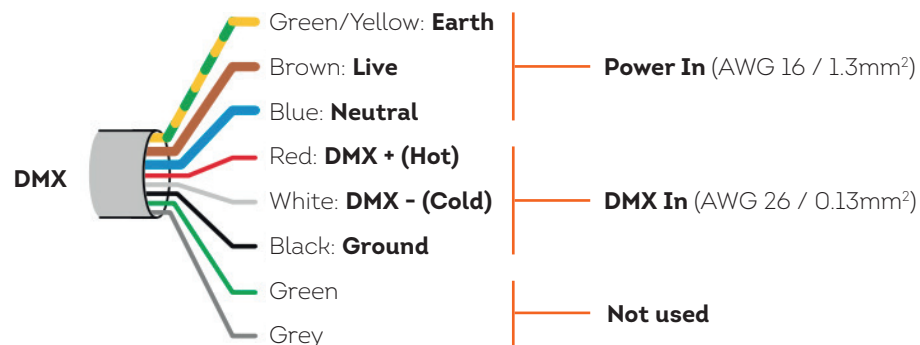 Green/Yellow: Earth
Brown: Live
Power In (AWG 16 / 1.3mm²)
Blue: Neutral
Red: DMX + (Hot)
DMX
White: DMX - (Cold)
DMX In (AWG 26 / 0.13mm²)
Black: Ground
Green
Not used
Grey